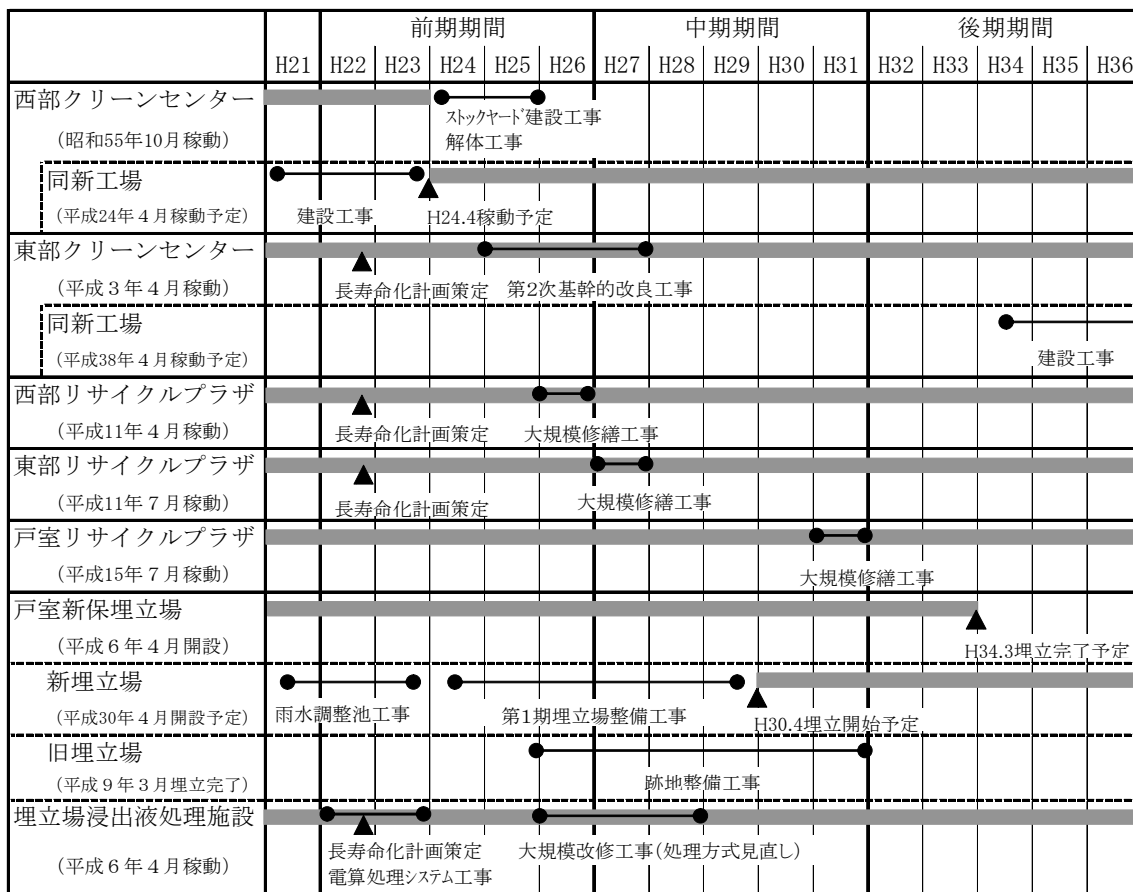 前期期間 中期期間 後期期間
H21 H22 H23 H24 H25 H26 H27 H28 H29 H30 H31 H32 H33 H34 H35 H36
西部クリーンセンター
ストックヤード建設工事
(昭和55年10月稼動)
解体工事
同新工場
(平成24年4月稼動予定)
建設工事 H24.4稼動予定
東部クリーンセンター
(平成3年4月稼動)
長寿命化計画策定 第2次基幹的改良工事
同新工場
(平成38年4月稼動予定)
建設工事
西部リサイクルプラザ
(平成11年4月稼動)
長寿命化計画策定 大規模修繕工事
東部リサイクルプラザ
(平成11年7月稼動)
長寿命化計画策定 大規模修繕工事
戸室リサイクルプラザ
(平成15年7月稼動)
大規模修繕工事
戸室新保埋立場
(平成6年4月開設)
H34.3埋立完了予定
新埋立場
(平成30年4月開設予定)
雨水調整池工事 第1期埋立場整備工事 H30.4埋立開始予定
旧埋立場
(平成9年3月埋立完了)
跡地整備工事
埋立場浸出液処理施設
(平成6年4月稼動)
長寿命化計画策定 大規模改修工事(処理方式見直し)
電算処理システム工事